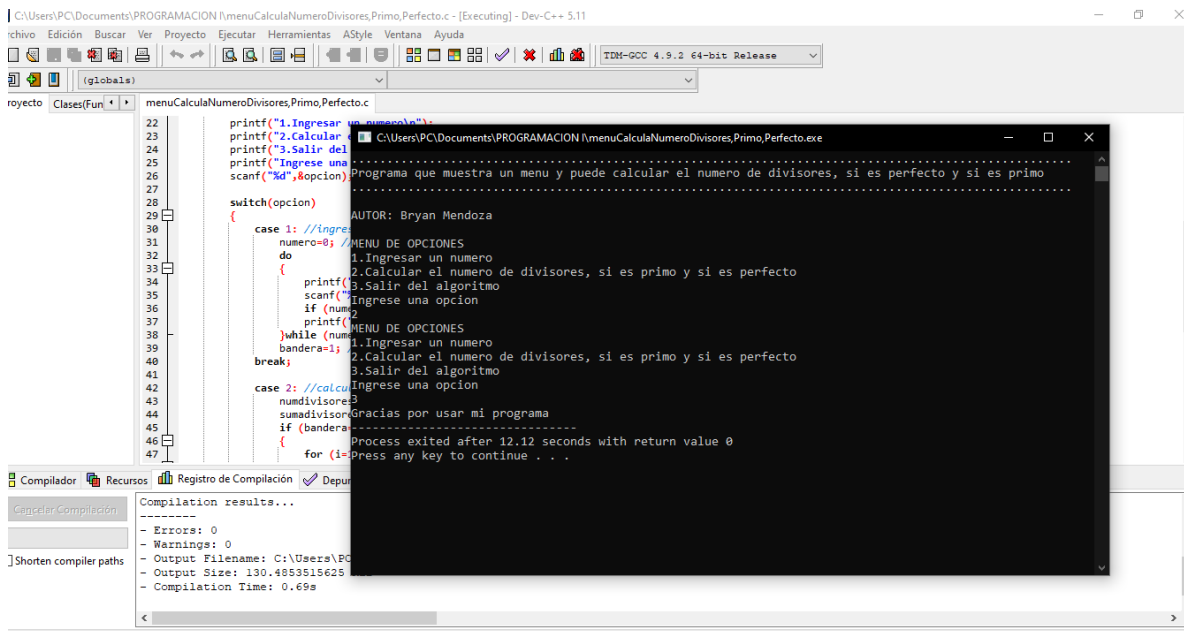 C:\Users\PC\Documents\PROGRAMACION I\menuCalculaNumeroDivisores,Primo,Perfecto.c - [Executing] - Dev-C++ 5.11
rchivo Edición Buscar Ver Proyecto Ejecutar Herramientas AStyle Ventana Ayuda
TDM-GCC 4.9.2 64-bit Release
(globals)
royecto Clases(Fun menuCalculaNumeroDivisores,Primo,Perfecto.c
22 printf("1.Ingresar un numero\n");
23 printf("2.Calcular
24 printf("3.Salir del
25 printf("Ingrese una
26 scanf("%d",&opcion);
27
28 switch(opcion)
29 {
30 case 1: //ingre
31 numero=0; //
32 do
33 {
34 printf("
35 scanf("
36 if (nume
37 printf("
38 }while (nume
39 bandera=1; /
40 break;
41
42 case 2: //calcu
43 numdivisores
44 sumadivisor
45 if (bandera
46 {
47 for (i=
C:\Users\PC\Documents\PROGRAMACION I\menuCalculaNumeroDivisores,Primo,Perfecto.exe
Programa que muestra un menu y puede calcular el numero de divisores, si es perfecto y si es primo
AUTOR: Bryan Mendoza
MENU DE OPCIONES
1.Ingresar un numero
2.Calcular el numero de divisores, si es primo y si es perfecto
3.Salir del algoritmo
Ingrese una opcion
2
MENU DE OPCIONES
1.Ingresar un numero
2.Calcular el numero de divisores, si es primo y si es perfecto
3.Salir del algoritmo
Ingrese una opcion
3
Gracias por usar mi programa
--------------------------------
Process exited after 12.12 seconds with return value 0
Press any key to continue . . .
Compilador Recursos Registro de Compilación Depur
Cancelar Compilación
Shorten compiler paths
Compilation results...
--------
- Errors: 0
- Warnings: 0
- Output Filename: C:\Users\PC
- Output Size: 130.4853515625
- Compilation Time: 0.69s